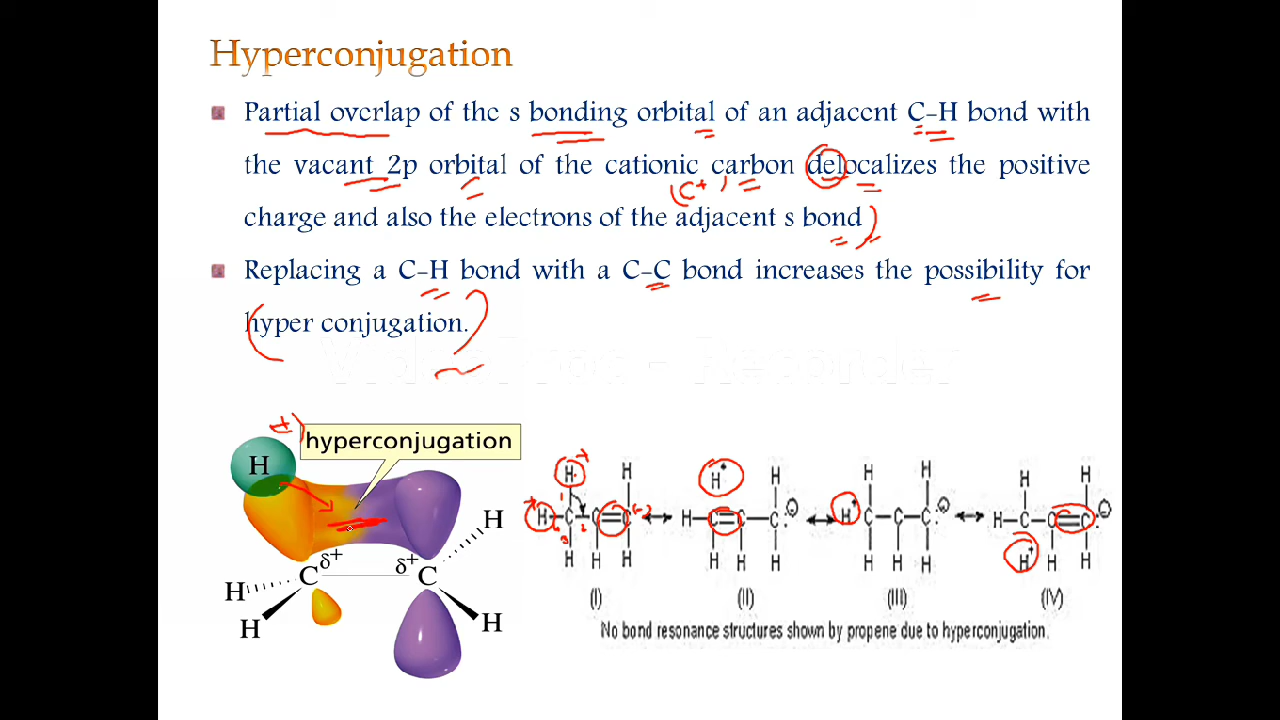 Hyperconjugation
Partial overlap of the s bonding orbital of an adjacent C-H bond with
the vacant 2p orbital of the cationic carbon delocalizes the positive
(C+)
charge and also the electrons of the adjacent s bond )
Replacing a C-H bond with a C-C bond increases the possibility for
(hyper conjugation.)
(+)
hyperconjugation
H
H
H
C δ+ δ+ C
H
H
H H H H H H
H C C C H C C C H C C C H C C C
H H H H H H H H H H H H
(I) (II) (III) (IV)
No bond resonance structures shown by propene due to hyperconjugation.